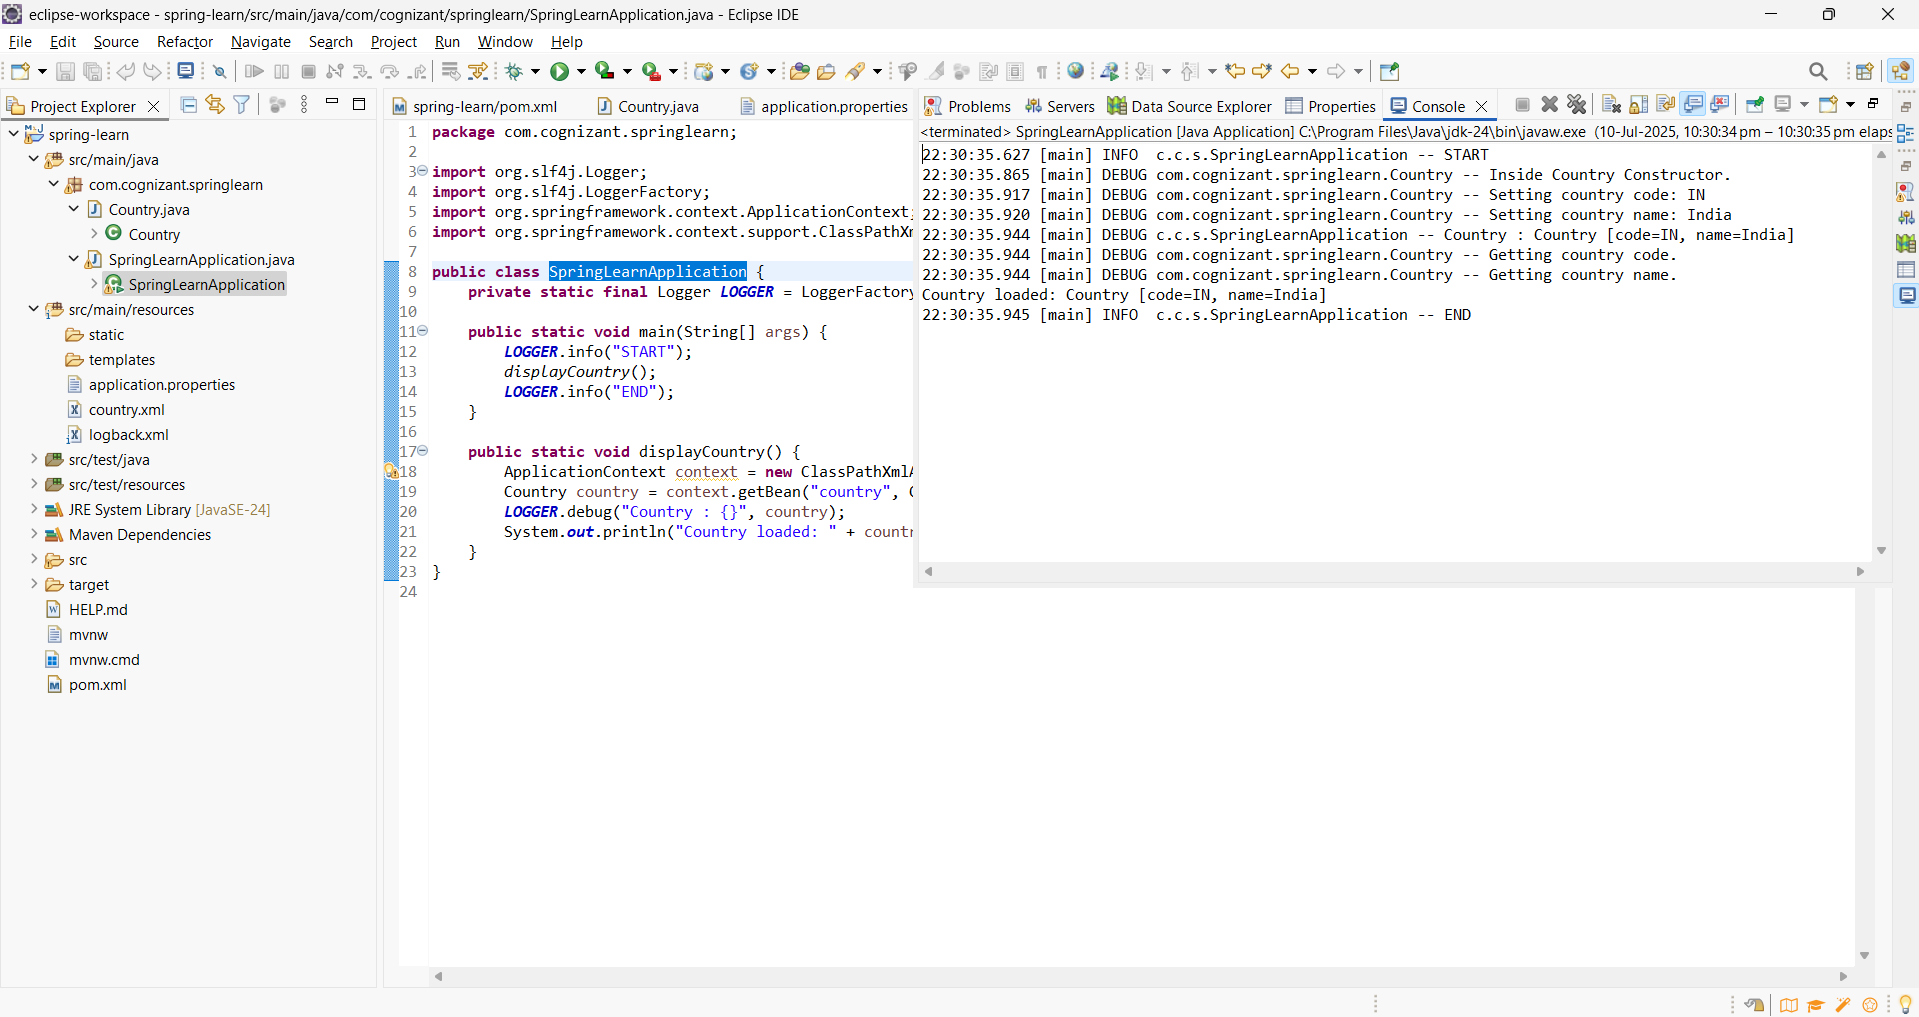 eclipse-workspace - spring-learn/src/main/java/com/cognizant/springlearn/SpringLearnApplication.java - Eclipse IDE
File Edit Source Refactor Navigate Search Project Run Window Help
Project Explorer
spring-learn
src/main/java
com.cognizant.springlearn
Country.java
Country
SpringLearnApplication.java
SpringLearnApplication
src/main/resources
static
templates
application.properties
country.xml
logback.xml
src/test/java
src/test/resources
JRE System Library [JavaSE-24]
Maven Dependencies
src
target
HELP.md
mvnw
mvnw.cmd
pom.xml
spring-learn/pom.xml Country.java application.properties
1 package com.cognizant.springlearn;
2
3 import org.slf4j.Logger;
4 import org.slf4j.LoggerFactory;
5 import org.springframework.context.ApplicationContext;
6 import org.springframework.context.support.ClassPathXm
7
8 public class SpringLearnApplication {
9 private static final Logger LOGGER = LoggerFactory
10
11 public static void main(String[] args) {
12 LOGGER.info("START");
13 displayCountry();
14 LOGGER.info("END");
15 }
16
17 public static void displayCountry() {
18 ApplicationContext context = new ClassPathXml
19 Country country = context.getBean("country",
20 LOGGER.debug("Country : {}", country);
21 System.out.println("Country loaded: " + countr
22 }
23 }
24
Problems Servers Data Source Explorer Properties Console
<terminated> SpringLearnApplication [Java Application] C:\Program Files\Java\jdk-24\bin\javaw.exe (10-Jul-2025, 10:30:34 pm – 10:30:35 pm elaps
22:30:35.627 [main] INFO c.c.s.SpringLearnApplication -- START
22:30:35.865 [main] DEBUG com.cognizant.springlearn.Country -- Inside Country Constructor.
22:30:35.917 [main] DEBUG com.cognizant.springlearn.Country -- Setting country code: IN
22:30:35.920 [main] DEBUG com.cognizant.springlearn.Country -- Setting country name: India
22:30:35.944 [main] DEBUG c.c.s.SpringLearnApplication -- Country : Country [code=IN, name=India]
22:30:35.944 [main] DEBUG com.cognizant.springlearn.Country -- Getting country code.
22:30:35.944 [main] DEBUG com.cognizant.springlearn.Country -- Getting country name.
Country loaded: Country [code=IN, name=India]
22:30:35.945 [main] INFO c.c.s.SpringLearnApplication -- END